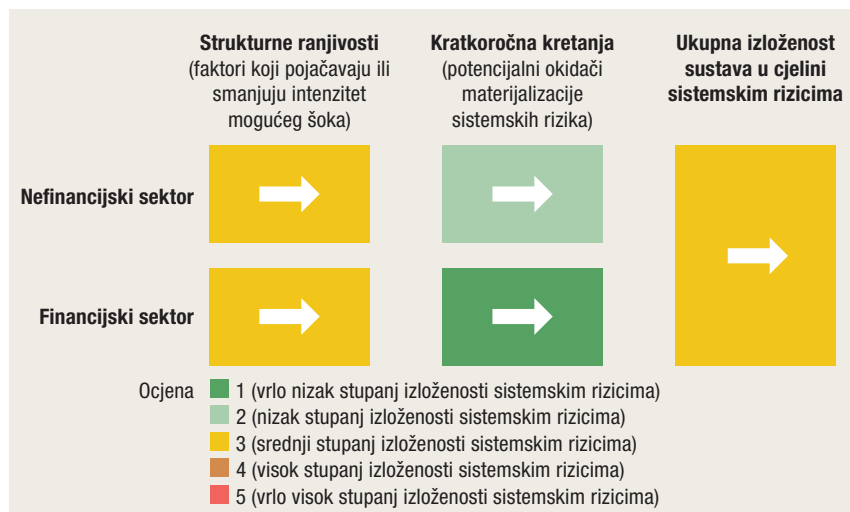 Strukturne ranjivosti
(faktori koji pojačavaju ili
smanjuju intenzitet
mogućeg šoka)
Kratkoročna kretanja
(potencijalni okidači
materijalizacije
sistemskih rizika)
Ukupna izloženost
sustava u cjelini
sistemskim rizicima
Nefinancijski sektor
Financijski sektor
Ocjena
1 (vrlo nizak stupanj izloženosti sistemskim rizicima)
2 (nizak stupanj izloženosti sistemskim rizicima)
3 (srednji stupanj izloženosti sistemskim rizicima)
4 (visok stupanj izloženosti sistemskim rizicima)
5 (vrlo visok stupanj izloženosti sistemskim rizicima)